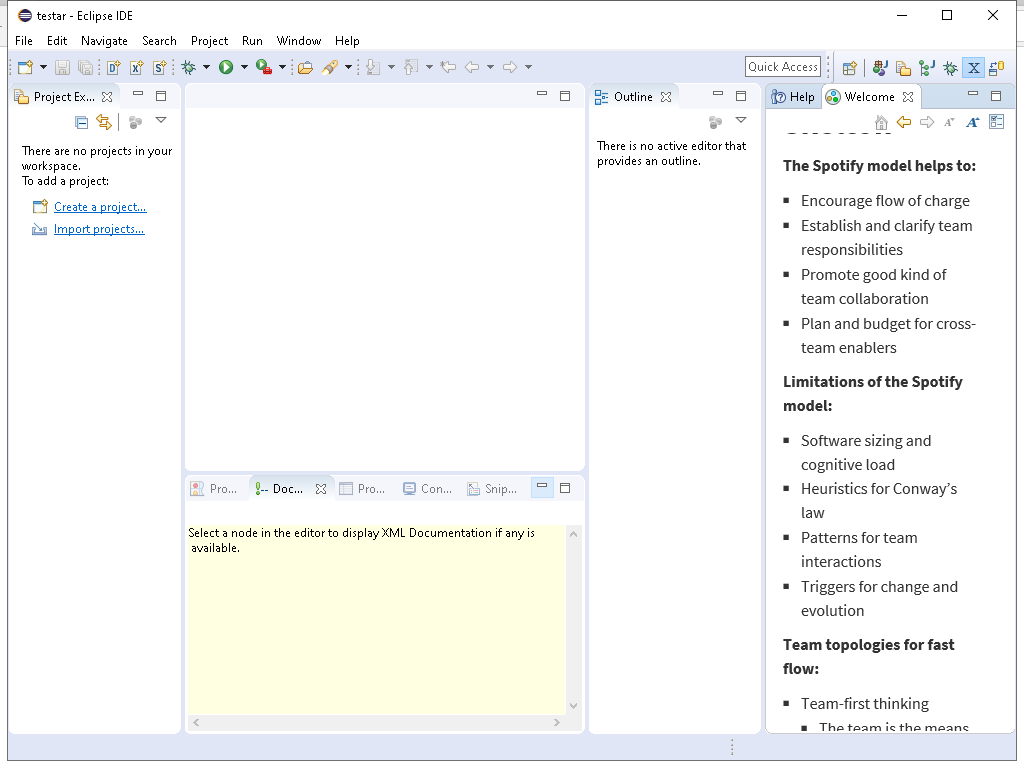 testar - Eclipse IDE
File Edit Navigate Search Project Run Window Help
Quick Access
Project Ex...
There are no projects in your
workspace.
To add a project:
Create a project...
Import projects...
Pro...
Doc...
Pro...
Con...
Snip...
Select a node in the editor to display XML Documentation if any is
available.
Outline
There is no active editor that
provides an outline.
Help
Welcome
The Spotify model helps to:
Encourage flow of charge
Establish and clarify team
responsibilities
Promote good kind of
team collaboration
Plan and budget for cross-
team enablers
Limitations of the Spotify
model:
Software sizing and
cognitive load
Heuristics for Conway’s
law
Patterns for team
interactions
Triggers for change and
evolution
Team topologies for fast
flow:
Team-first thinking
The team is the means